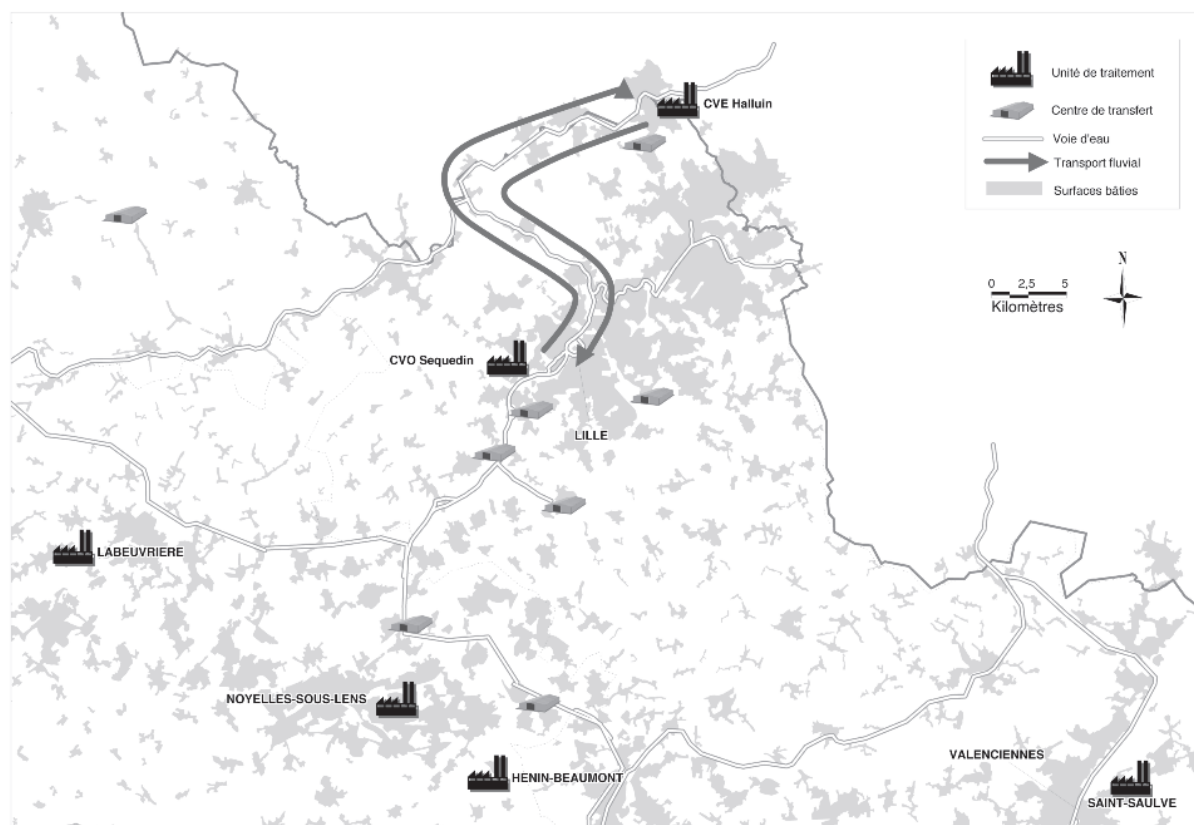 Unité de traitement
CVE Halluin
Centre de transfert
Voie d'eau
Transport fluvial
Surfaces bâties
N
0 2,5 5
Kilomètres
CVO Sequedin
LILLE
LABEUVRIERE
NOYELLES-SOUS-LENS
HENIN-BEAUMONT
VALENCIENNES
SAINT-SAULVE